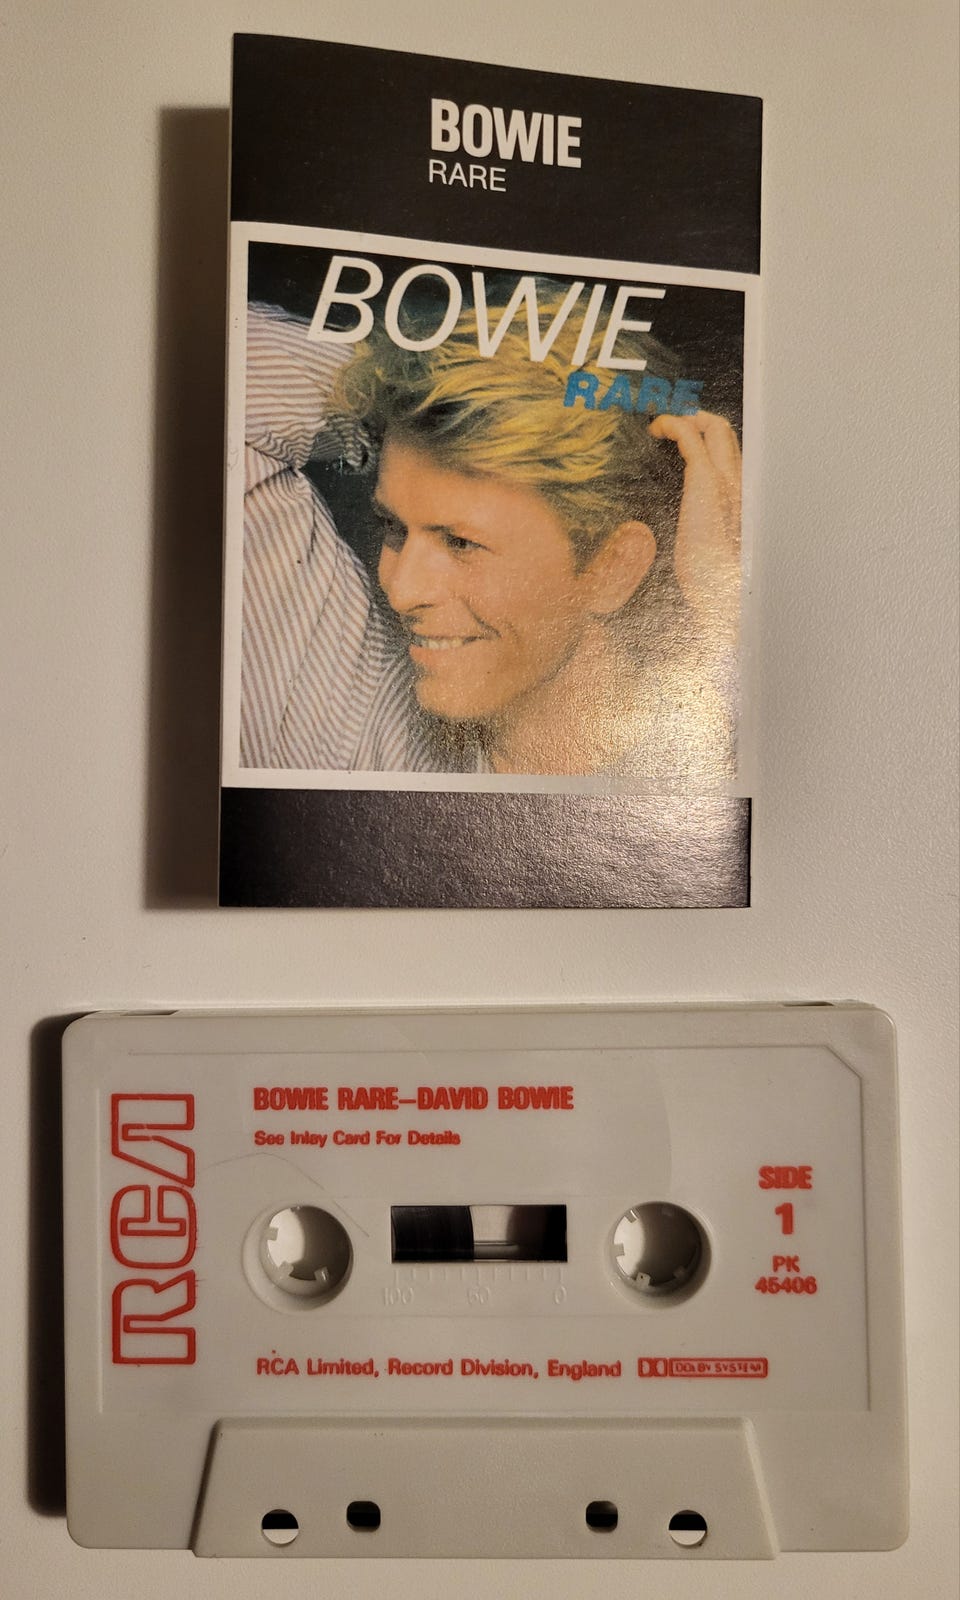 BOWIE
RARE
BOWIE
RARE
RCA
BOWIE RARE–DAVID BOWIE
See Inlay Card For Details
SIDE
1
PK
45406
100 50 0
RCA Limited, Record Division, England DOLBY SYSTEM